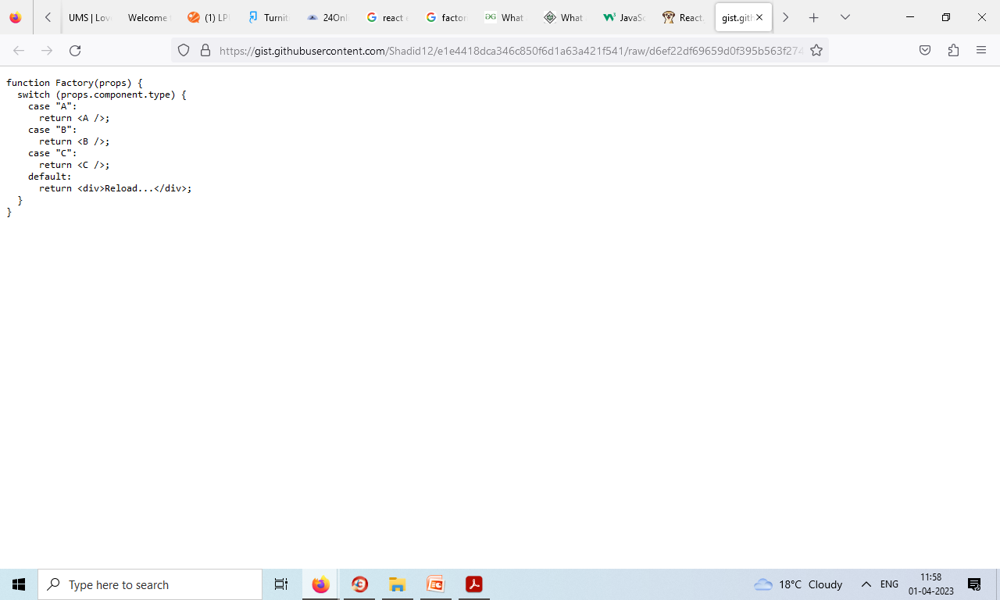 UMS | Lov
Welcome
(1) LP
Turnit
24Onl
react
factor
What
What
JavaSc
React
gist.gith
https://gist.githubusercontent.com/Shadid12/e1e4418dca346c850f6d1a63a421f541/raw/d6ef22df69659d0f395b563f274
function Factory(props) {
  switch (props.component.type) {
    case "A":
      return <A />;
    case "B":
      return <B />;
    case "C":
      return <C />;
    default:
      return <div>Reload...</div>;
  }
}
Type here to search
18°C Cloudy
ENG
11:58
01-04-2023